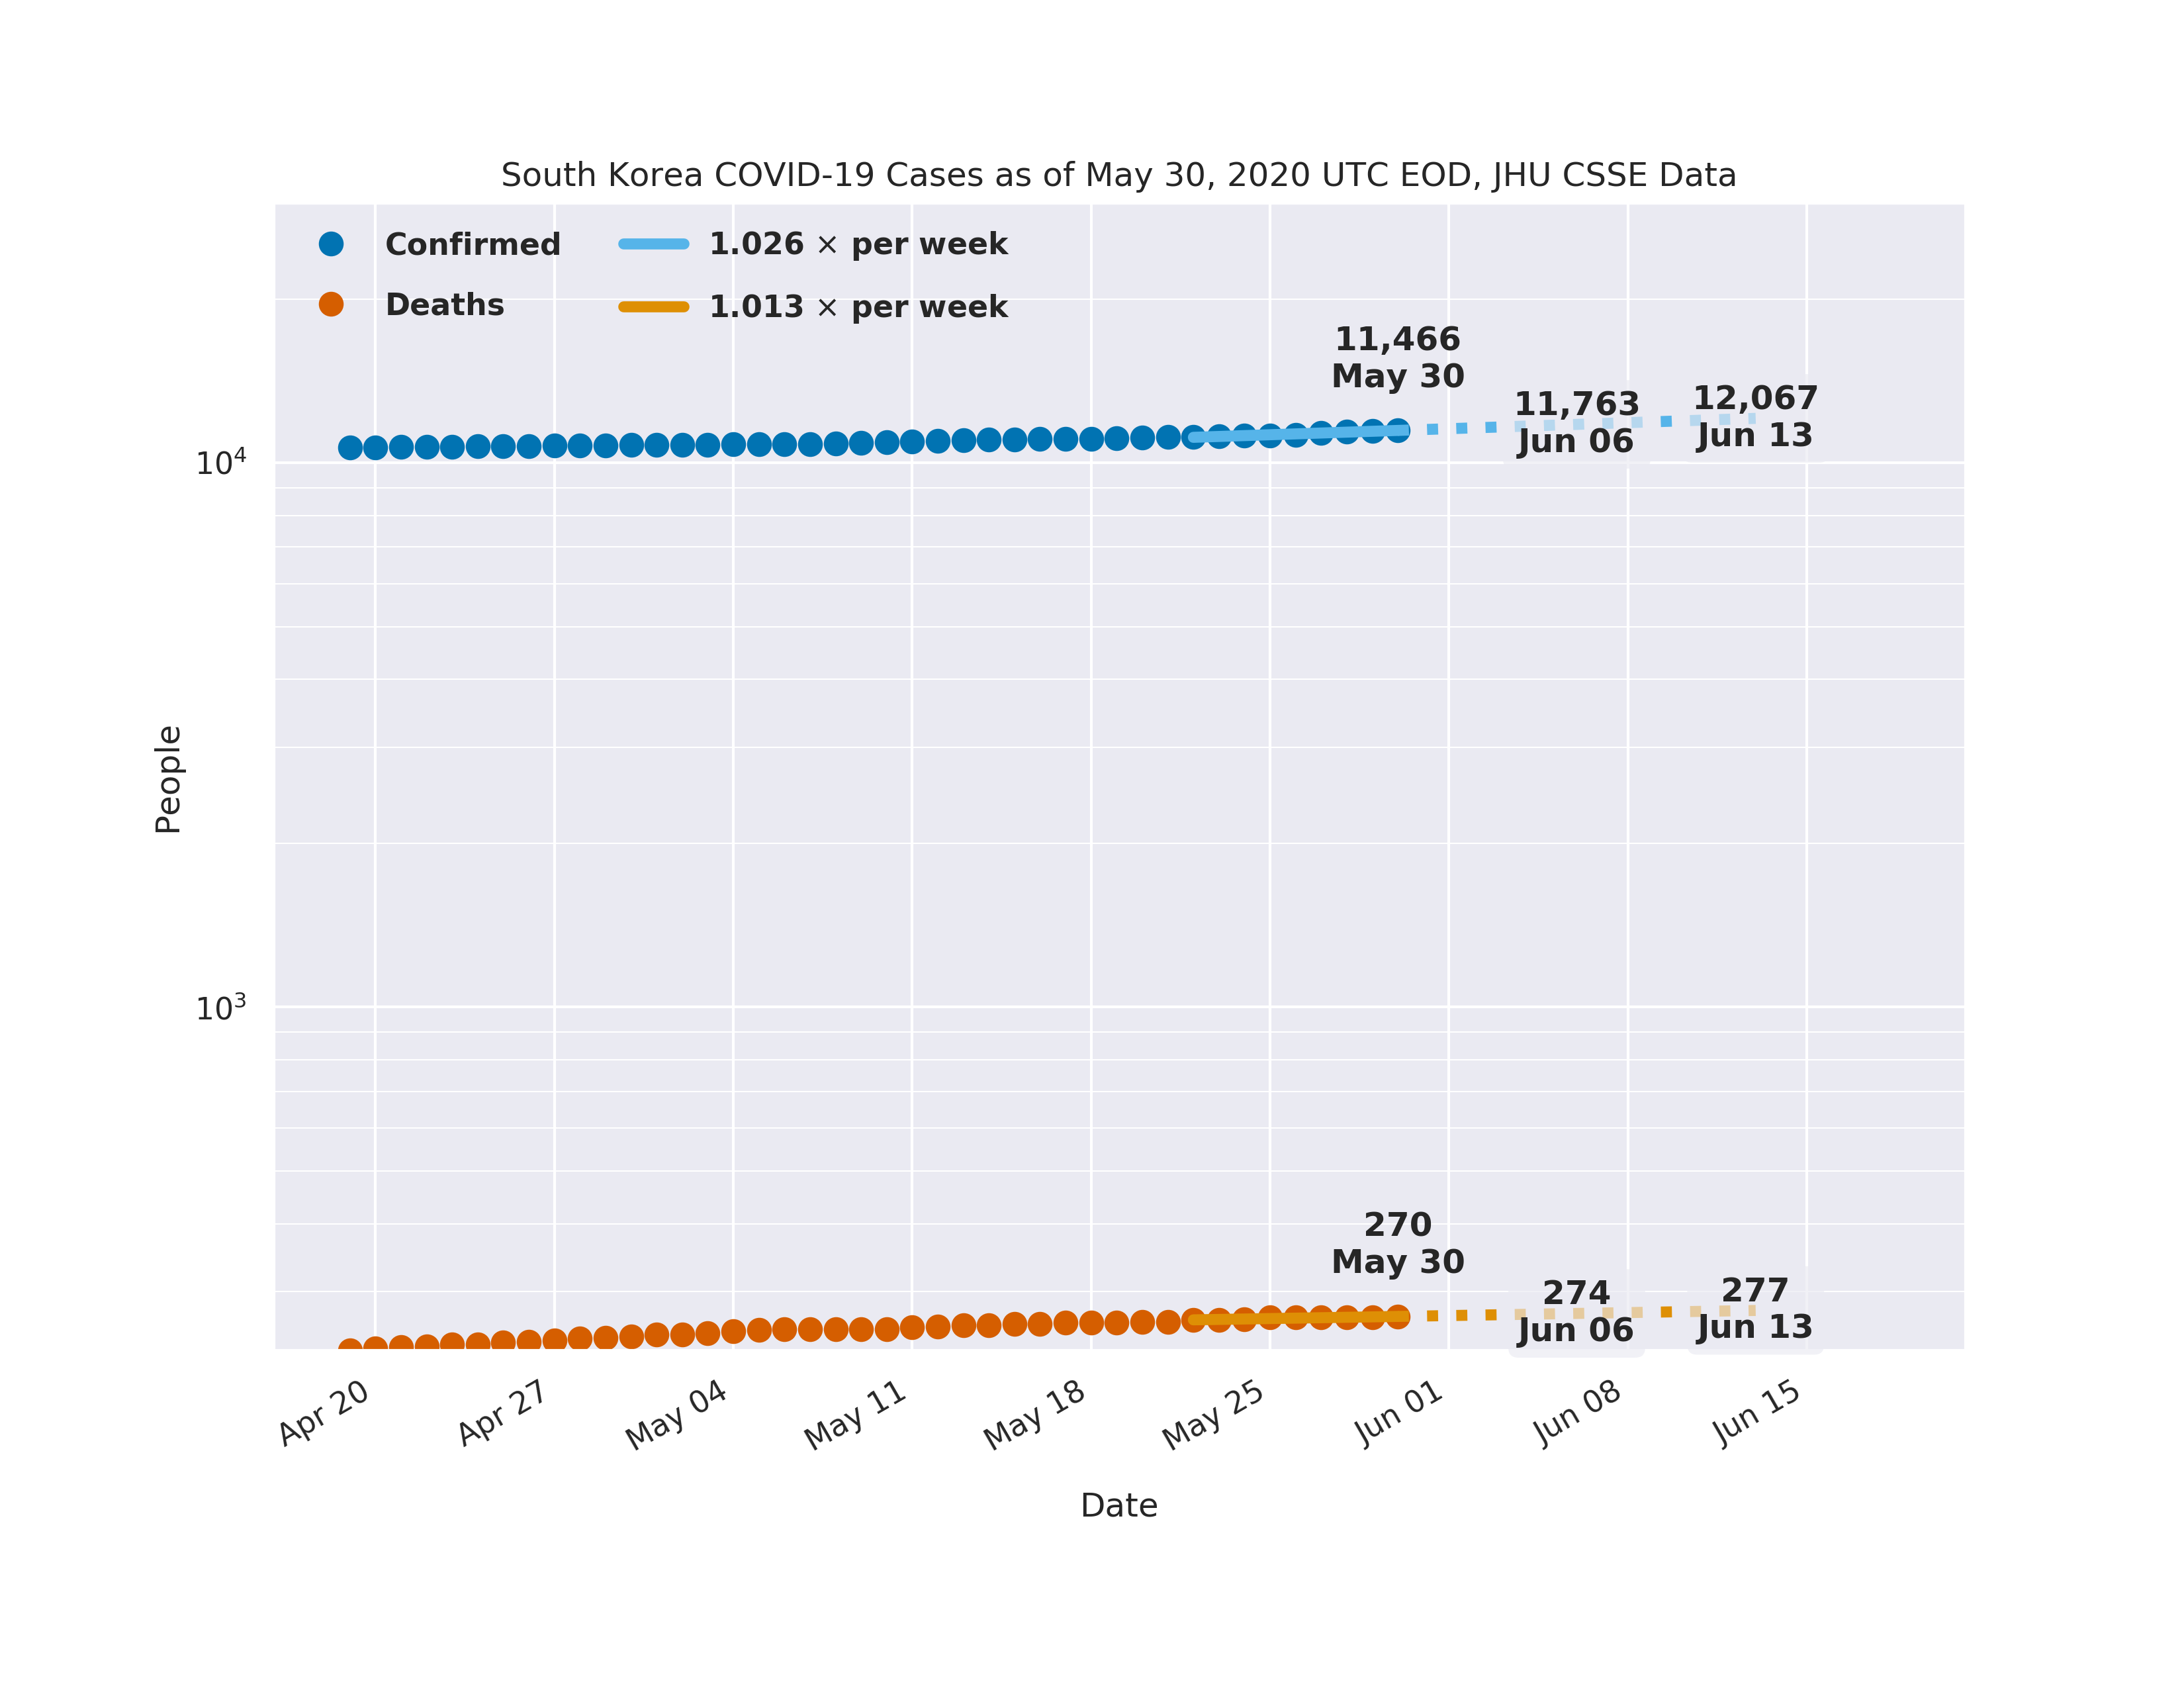 South Korea COVID-19 Cases as of May 30, 2020 UTC EOD, JHU CSSE Data
Confirmed
Deaths
1.026 × per week
1.013 × per week
11,466
May 30
11,763
Jun 06
12,067
Jun 13
10⁴
People
10³
270
May 30
274
Jun 06
277
Jun 13
Apr 20
Apr 27
May 04
May 11
May 18
May 25
Jun 01
Jun 08
Jun 15
Date